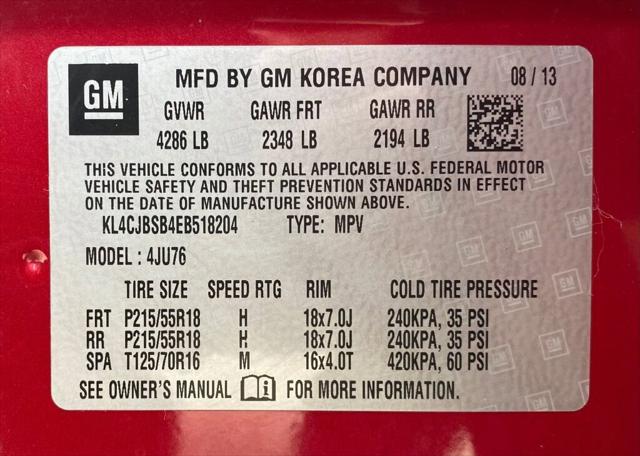 GM MFD BY GM KOREA COMPANY 08 / 13
GVWR GAWR FRT GAWR RR
4286 LB 2348 LB 2194 LB
THIS VEHICLE CONFORMS TO ALL APPLICABLE U.S. FEDERAL MOTOR
VEHICLE SAFETY AND THEFT PREVENTION STANDARDS IN EFFECT
ON THE DATE OF MANUFACTURE SHOWN ABOVE.
KL4CJBSB4EB518204 TYPE: MPV
MODEL : 4JU76
TIRE SIZE SPEED RTG RIM COLD TIRE PRESSURE
FRT P215/55R18 H 18x7.0J 240KPA, 35 PSI
RR P215/55R18 H 18x7.0J 240KPA, 35 PSI
SPA T125/70R16 M 16x4.0T 420KPA, 60 PSI
SEE OWNER'S MANUAL FOR MORE INFORMATION.